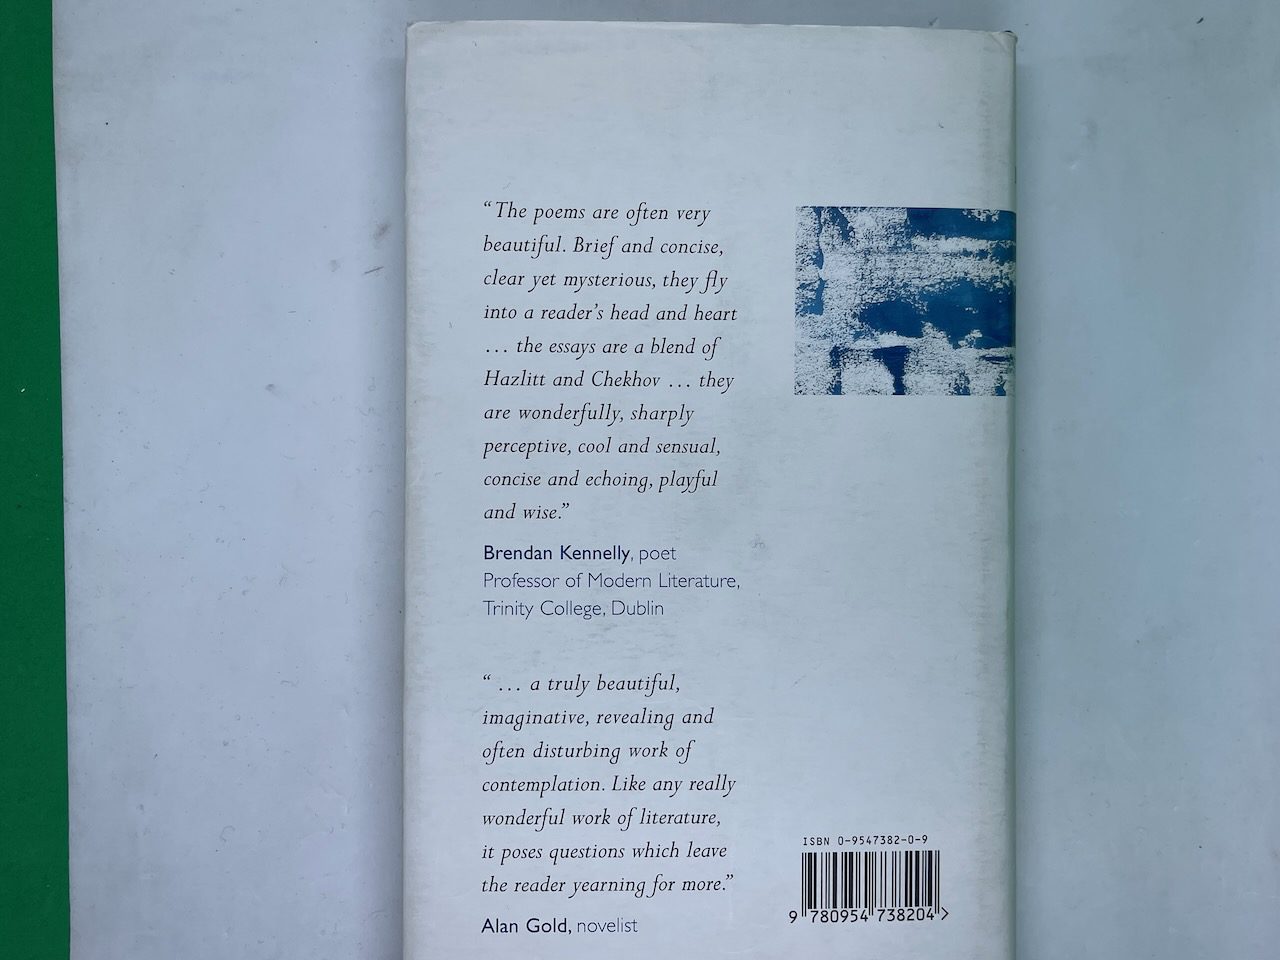 “ The poems are often very
beautiful. Brief and concise,
clear yet mysterious, they fly
into a reader’s head and heart
... the essays are a blend of
Hazlitt and Chekhov ... they
are wonderfully, sharply
perceptive, cool and sensual,
concise and echoing, playful
and wise.”
Brendan Kennelly, poet
Professor of Modern Literature,
Trinity College, Dublin
“ ... a truly beautiful,
imaginative, revealing and
often disturbing work of
contemplation. Like any really
wonderful work of literature,
it poses questions which leave
the reader yearning for more.”
Alan Gold, novelist
ISBN 0-9547382-0-9
9 780954 738204 >